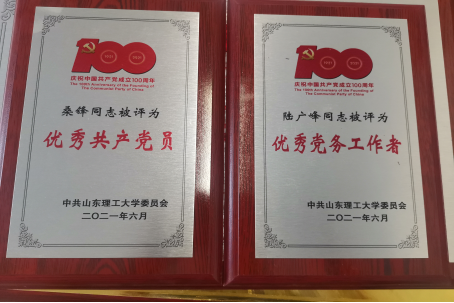 100
1921
2021
庆祝中国共产党成立100周年
The 100th Anniversary of the Founding of
The Communist Party of China
桑锋同志被评为
优秀共产党员
中共山东理工大学委员会
二〇二一年六月
100
1921
2021
庆祝中国共产党成立100周年
The 100th Anniversary of the Founding of
The Communist Party of China
陆广峰同志被评为
优秀党务工作者
中共山东理工大学委员会
二〇二一年六月